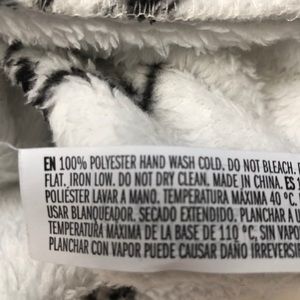 EN 100% POLYESTER HAND WASH COLD. DO NOT BLEACH.
FLAT. IRON LOW. DO NOT DRY CLEAN. MADE IN CHINA. ES 1
POLIÉSTER LAVAR A MANO. TEMPERATURA MÁXIMA 40 °C.
USAR BLANQUEADOR. SECADO EXTENDIDO. PLANCHAR A
TEMPERATURA MÁXIMA DE LA BASE DE 110 °C, SIN VAPOR
PLANCHAR CON VAPOR PUEDE CAUSAR DAÑO IRREVERSI